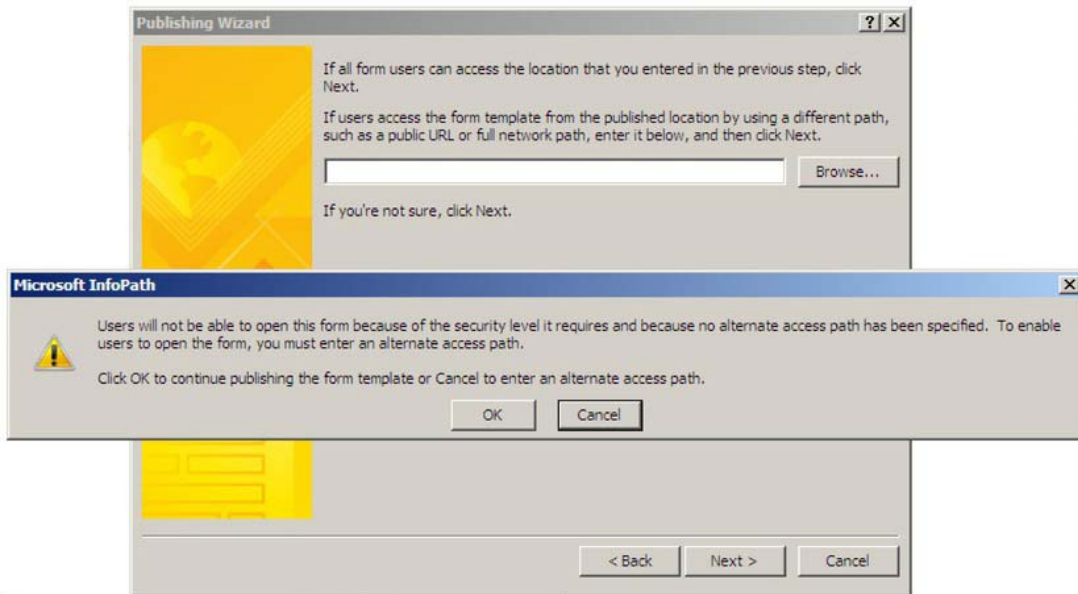 Publishing Wizard
If all form users can access the location that you entered in the previous step, click
Next.
If users access the form template from the published location by using a different path,
such as a public URL or full network path, enter it below, and then click Next.
Browse...
If you're not sure, click Next.
Microsoft InfoPath
Users will not be able to open this form because of the security level it requires and because no alternate access path has been specified. To enable
users to open the form, you must enter an alternate access path.
Click OK to continue publishing the form template or Cancel to enter an alternate access path.
OK
Cancel
< Back
Next >
Cancel